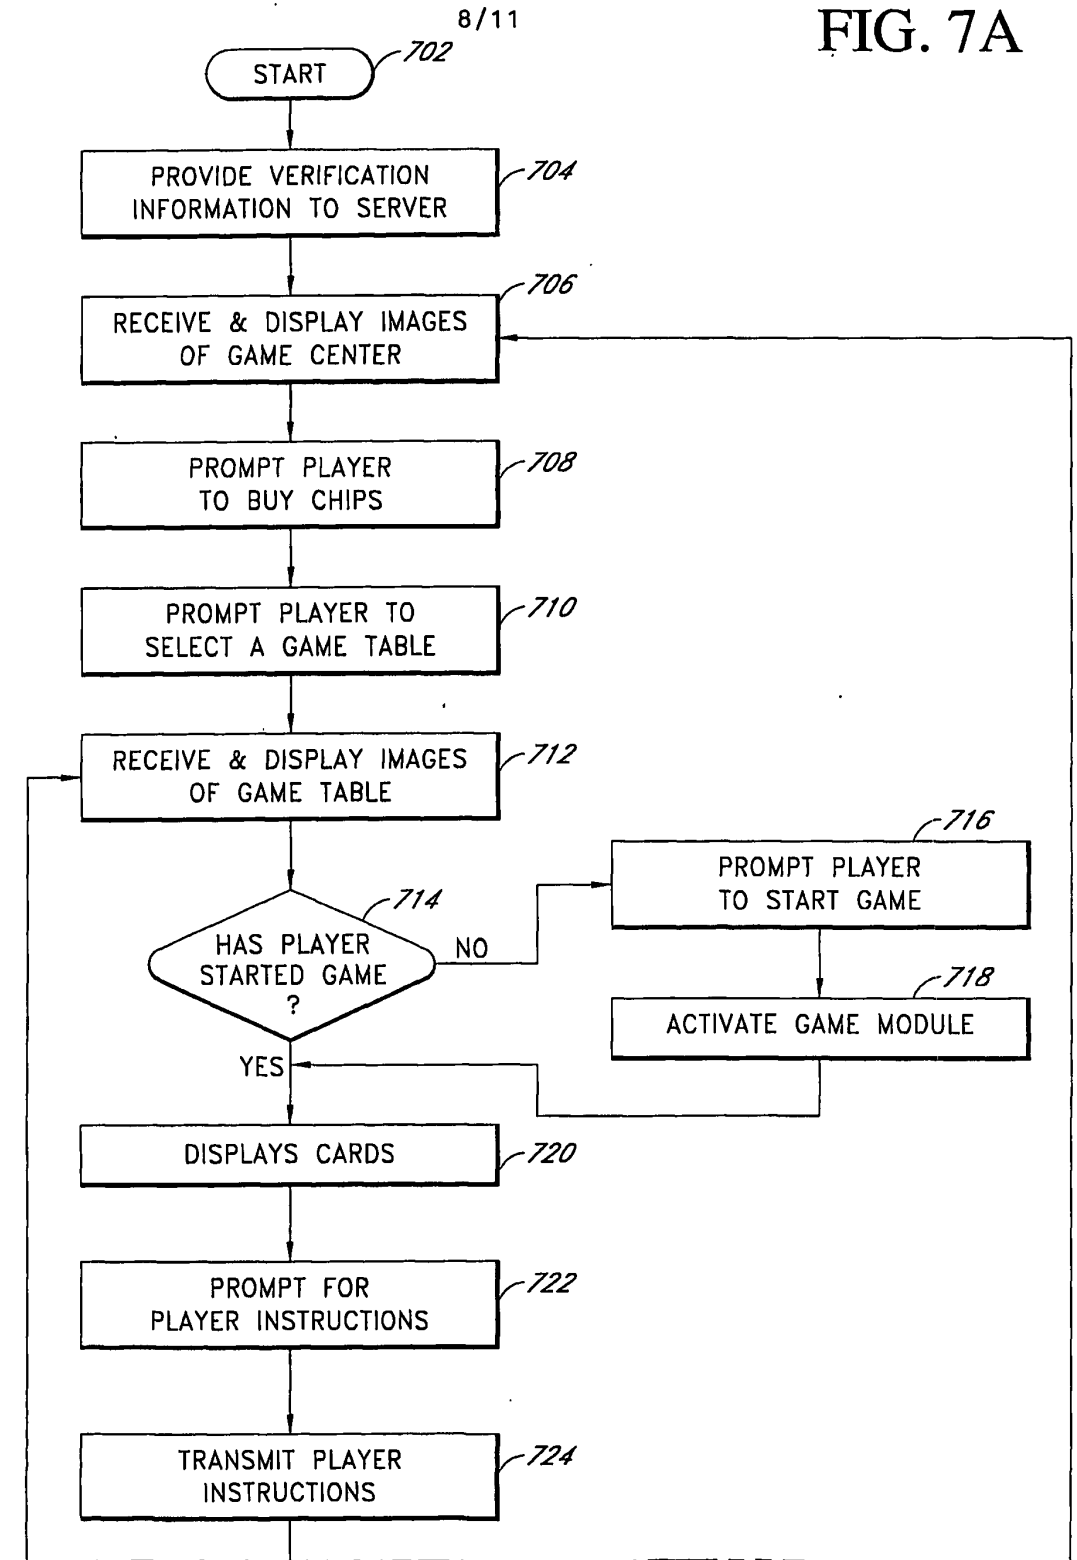 8/11
FIG. 7A
START
702
PROVIDE VERIFICATION
INFORMATION TO SERVER
704
RECEIVE & DISPLAY IMAGES
OF GAME CENTER
706
PROMPT PLAYER
TO BUY CHIPS
708
PROMPT PLAYER TO
SELECT A GAME TABLE
710
RECEIVE & DISPLAY IMAGES
OF GAME TABLE
712
HAS PLAYER
STARTED GAME
?
714
NO
PROMPT PLAYER
TO START GAME
716
ACTIVATE GAME MODULE
718
YES
DISPLAYS CARDS
720
PROMPT FOR
PLAYER INSTRUCTIONS
722
TRANSMIT PLAYER
INSTRUCTIONS
724